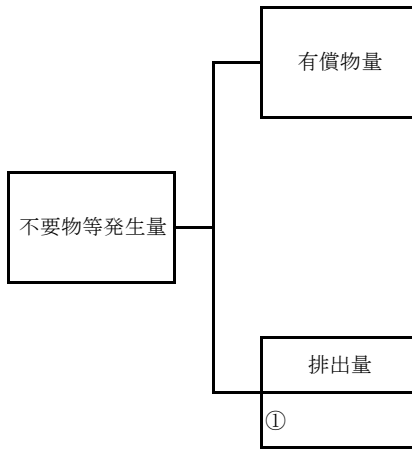 有償物量
不要物等発生量
排出量
①